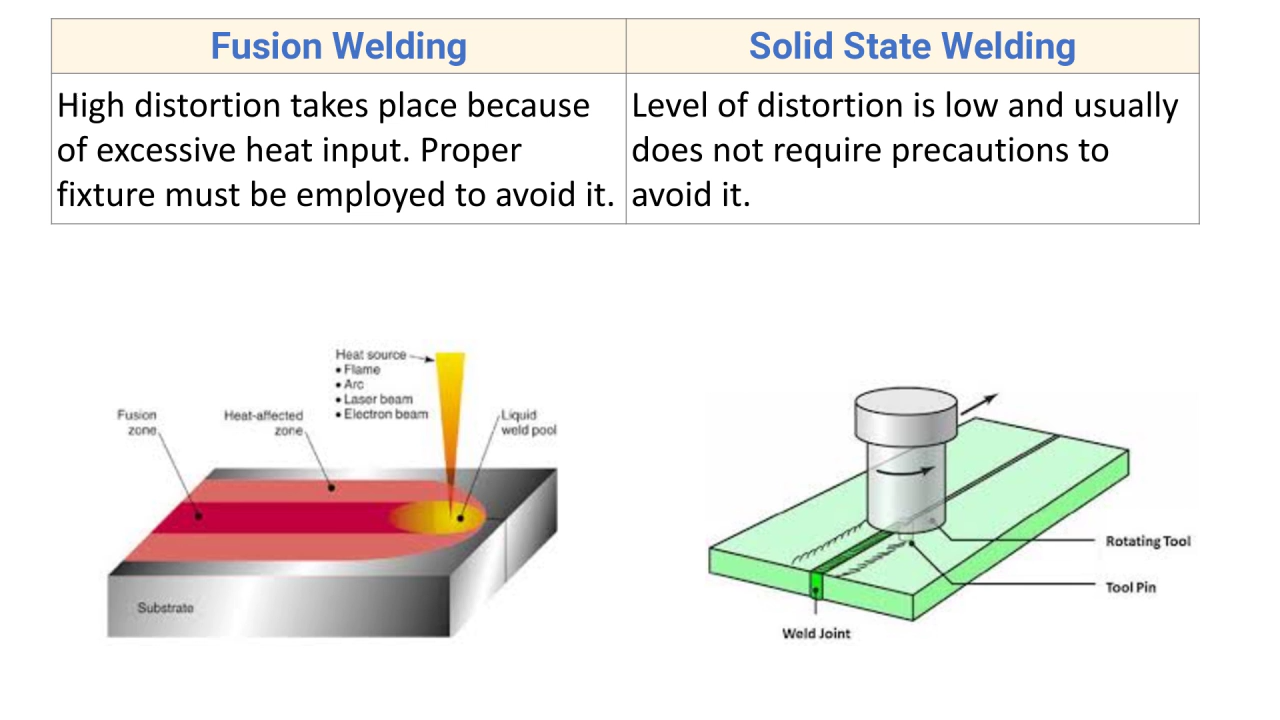 Fusion Welding
Solid State Welding
High distortion takes place because
of excessive heat input. Proper
fixture must be employed to avoid it.
Level of distortion is low and usually
does not require precautions to
avoid it.
Heat source
• Flame
• Arc
• Laser beam
• Electron beam
Fusion
zone
Heat-affected
zone
Liquid
weld pool
Substrate
Rotating Tool
Tool Pin
Weld Joint